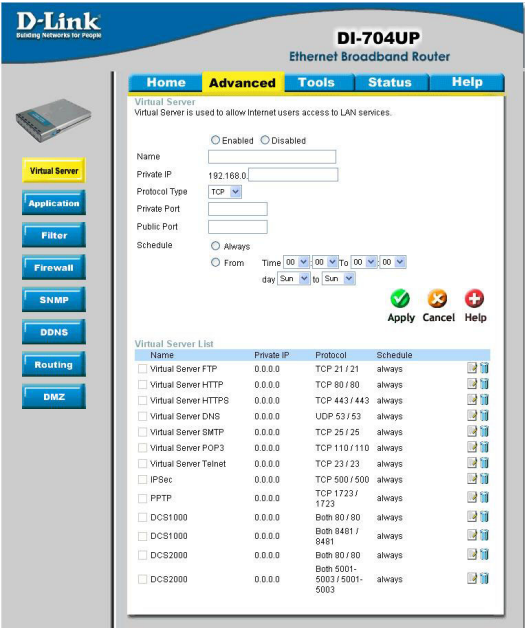 D-Link
Building Networks for People
DI-704UP
Ethernet Broadband Router
Home Advanced Tools Status Help
Virtual Server
Virtual Server is used to allow Internet users access to LAN services.
Enabled Disabled
Name
Private IP 192.168.0.
Protocol Type TCP
Private Port
Public Port
Schedule Always
From Time 00 : 00 To 00 : 00
day Sun to Sun
Apply Cancel Help
Virtual Server
Application
Filter
Firewall
SNMP
DDNS
Routing
DMZ
Virtual Server List
Name Private IP Protocol Schedule
Virtual Server FTP 0.0.0.0 TCP 21 / 21 always
Virtual Server HTTP 0.0.0.0 TCP 80 / 80 always
Virtual Server HTTPS 0.0.0.0 TCP 443 / 443 always
Virtual Server DNS 0.0.0.0 UDP 53 / 53 always
Virtual Server SMTP 0.0.0.0 TCP 25 / 25 always
Virtual Server POP3 0.0.0.0 TCP 110 / 110 always
Virtual Server Telnet 0.0.0.0 TCP 23 / 23 always
IPSec 0.0.0.0 TCP 500 / 500 always
PPTP 0.0.0.0 TCP 1723 / 1723 always
DCS1000 0.0.0.0 Both 80 / 80 always
DCS1000 0.0.0.0 Both 8481 / 8481 always
DCS2000 0.0.0.0 Both 80 / 80 always
DCS2000 0.0.0.0 Both 5001-5003 / 5001-5003 always